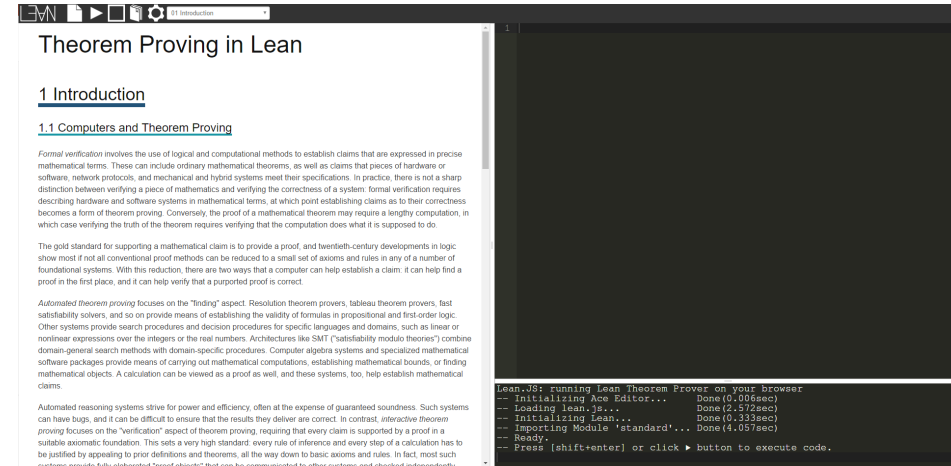 L∃∀N
01 Introduction
Theorem Proving in Lean
1 Introduction
1.1 Computers and Theorem Proving
Formal verification involves the use of logical and computational methods to establish claims that are expressed in precise
mathematical terms. These can include ordinary mathematical theorems, as well as claims that pieces of hardware or
software, network protocols, and mechanical and hybrid systems meet their specifications. In practice, there is not a sharp
distinction between verifying a piece of mathematics and verifying the correctness of a system: formal verification requires
describing hardware and software systems in mathematical terms, at which point establishing claims as to their correctness
becomes a form of theorem proving. Conversely, the proof of a mathematical theorem may require a lengthy computation, in
which case verifying the truth of the theorem requires verifying that the computation does what it is supposed to do.
The gold standard for supporting a mathematical claim is to provide a proof, and twentieth-century developments in logic
show most if not all conventional proof methods can be reduced to a small set of axioms and rules in any of a number of
foundational systems. With this reduction, there are two ways that a computer can help establish a claim: it can help find a
proof in the first place, and it can help verify that a purported proof is correct.
Automated theorem proving focuses on the "finding" aspect. Resolution theorem provers, tableau theorem provers, fast
satisfiability solvers, and so on provide means of establishing the validity of formulas in propositional and first-order logic.
Other systems provide search procedures and decision procedures for specific languages and domains, such as linear or
nonlinear expressions over the integers or the real numbers. Architectures like SMT ("satisfiability modulo theories") combine
domain-general search methods with domain-specific procedures. Computer algebra systems and specialized mathematical
software packages provide means of carrying out mathematical computations, establishing mathematical bounds, or finding
mathematical objects. A calculation can be viewed as a proof as well, and these systems, too, help establish mathematical
claims.
Automated reasoning systems strive for power and efficiency, often at the expense of guaranteed soundness. Such systems
can have bugs, and it can be difficult to ensure that the results they deliver are correct. In contrast, interactive theorem
proving focuses on the "verification" aspect of theorem proving, requiring that every claim is supported by a proof in a
suitable axiomatic foundation. This sets a very high standard: every rule of inference and every step of a calculation has to
be justified by appealing to prior definitions and theorems, all the way down to basic axioms and rules. In fact, most such
systems provide fully elaborated "proof objects" that can be communicated to other systems and checked independently.
1
Lean.JS: running Lean Theorem Prover on your browser
-- Initializing Ace Editor... Done(0.006sec)
-- Loading lean.js... Done(2.572sec)
-- Initializing Lean... Done(0.333sec)
-- Importing Module 'standard'... Done(4.057sec)
-- Ready.
-- Press [shift+enter] or click ▶ button to execute code.